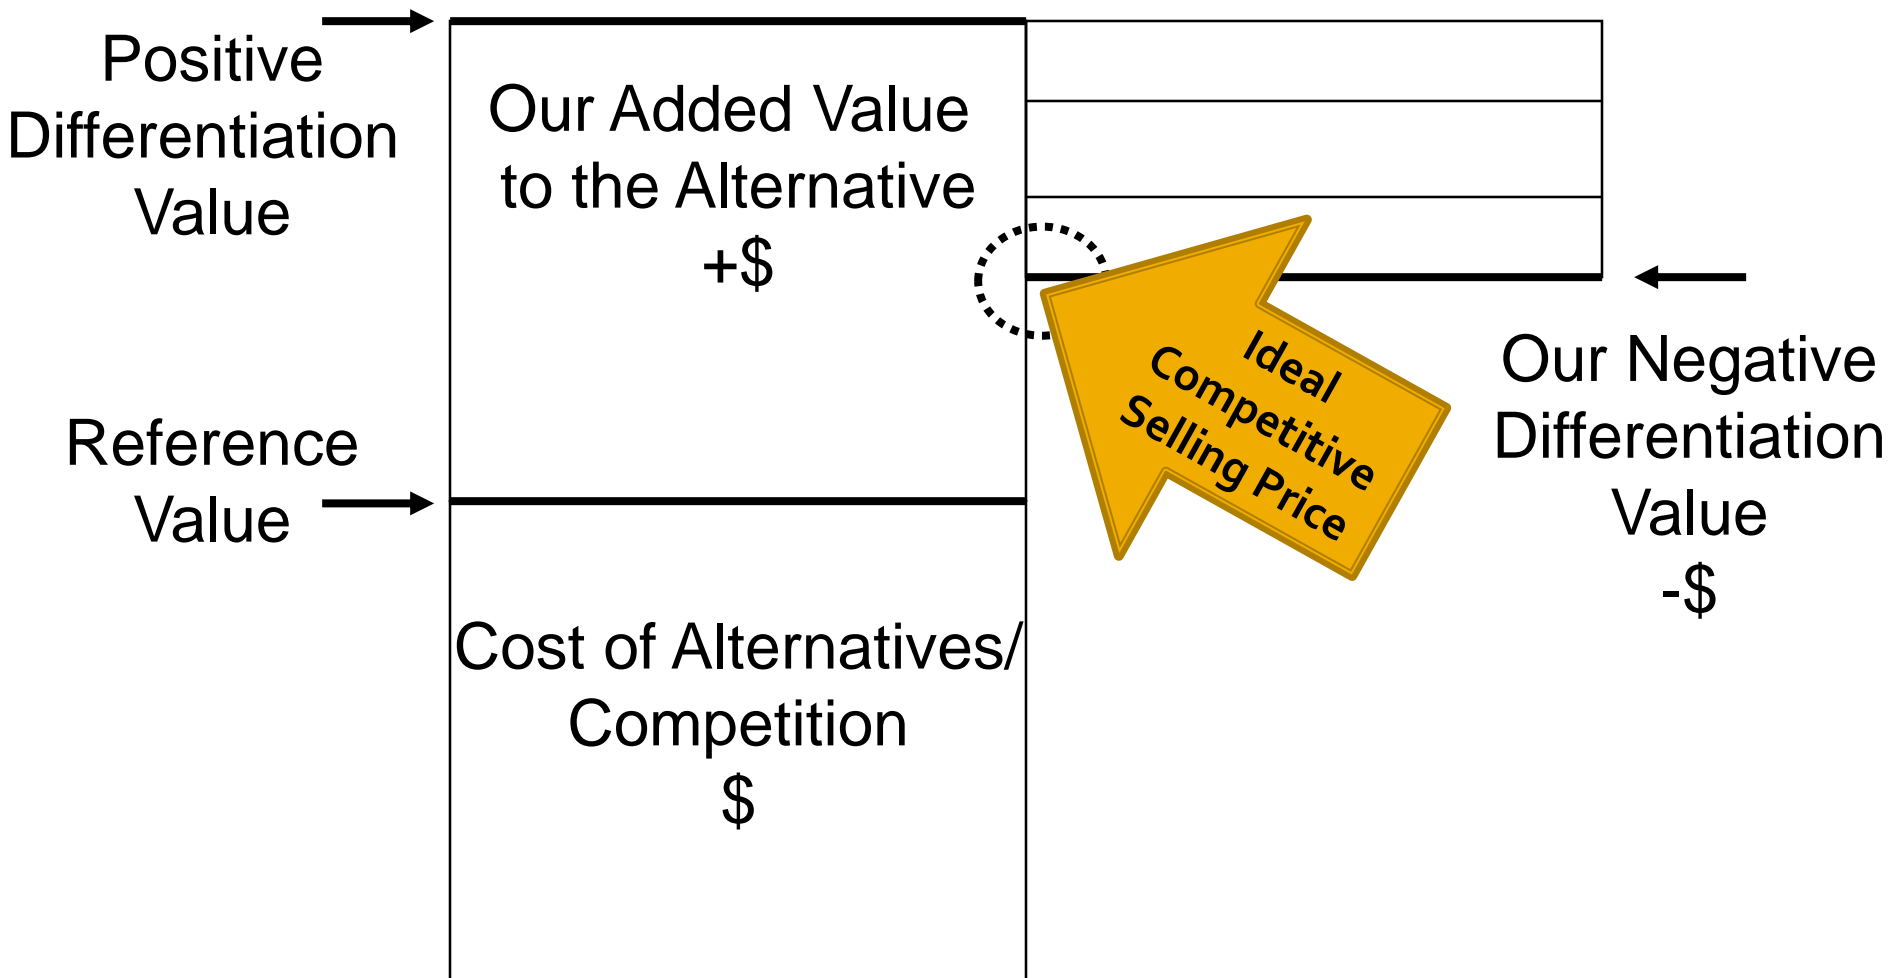 Positive
Differentiation
Value
Our Added Value
to the Alternative
+$
Ideal
Competitive
Selling Price
Our Negative
Differentiation
Value
-$
Reference
Value
Cost of Alternatives/
Competition
$